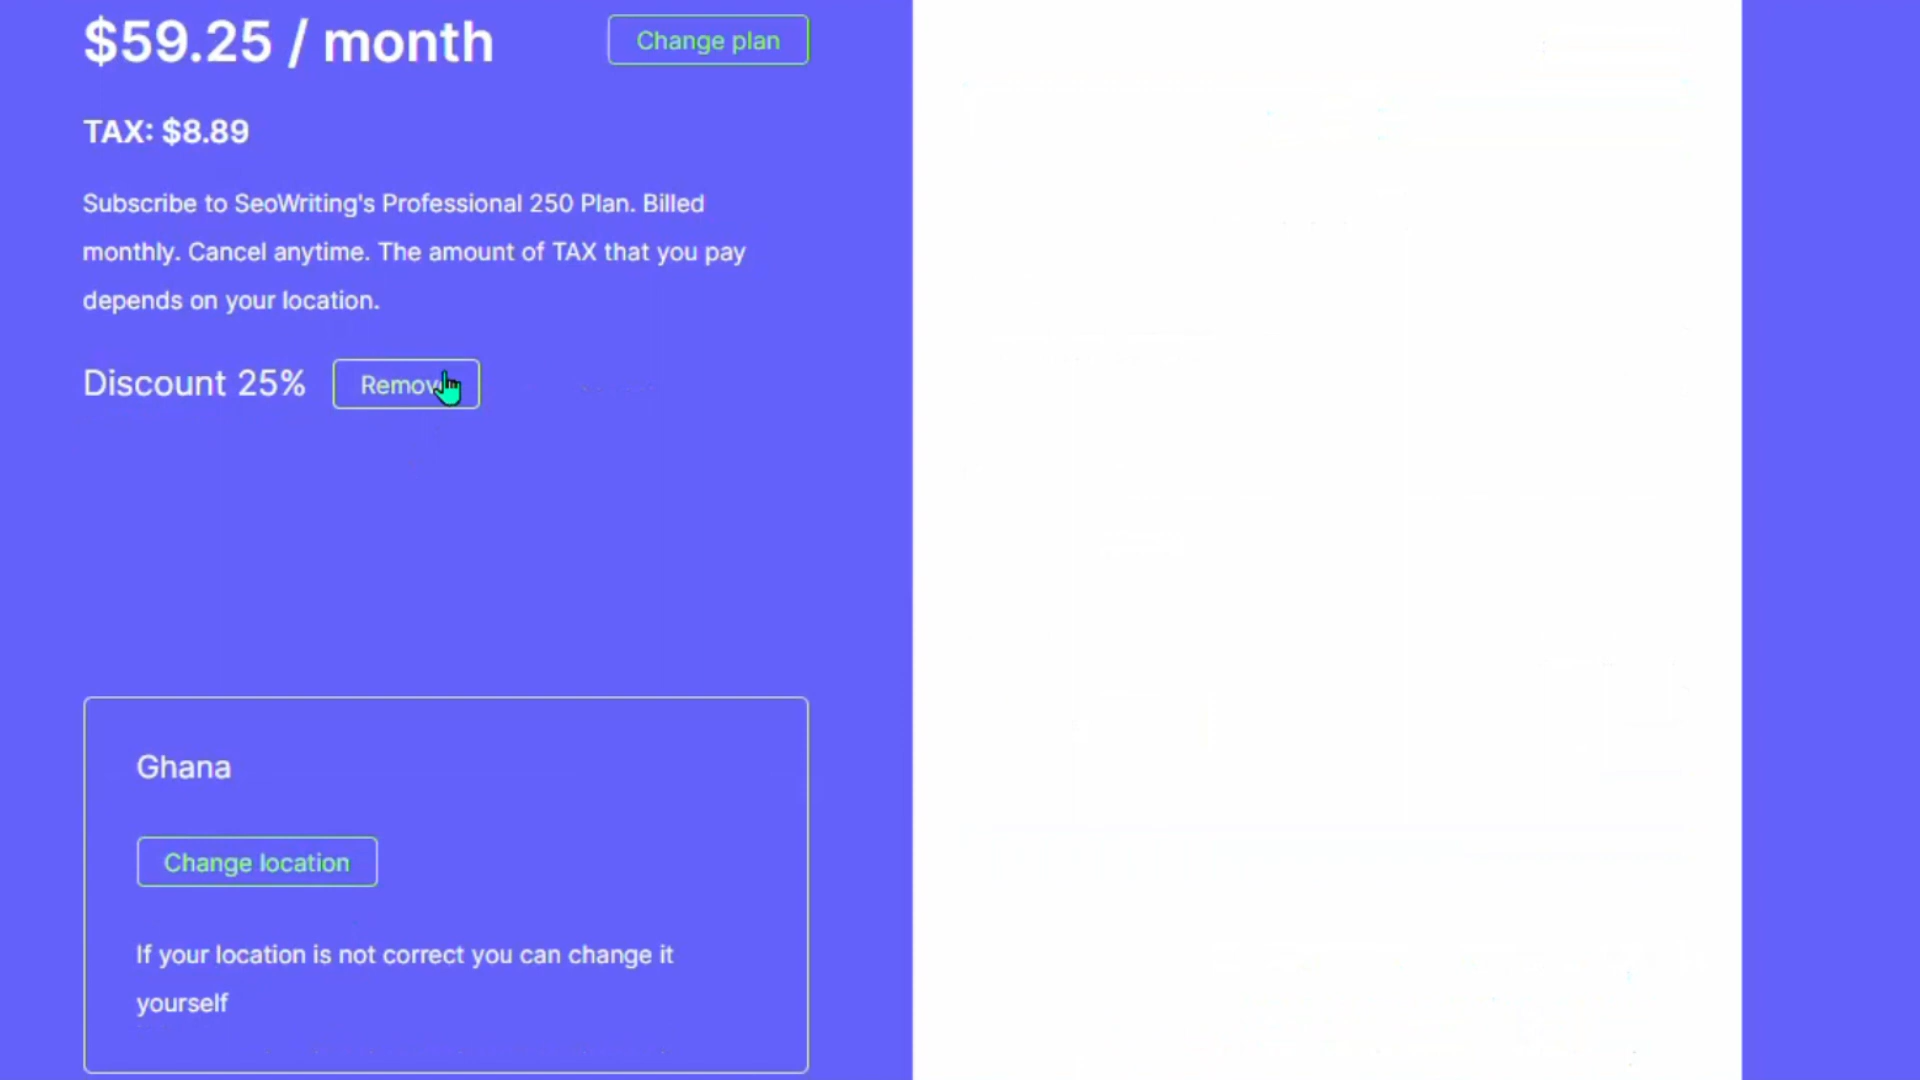 $59.25 / month
Change plan
TAX: $8.89
Subscribe to SeoWriting's Professional 250 Plan. Billed
monthly. Cancel anytime. The amount of TAX that you pay
depends on your location.
Discount 25%
Remov
Ghana
Change location
If your location is not correct you can change it
yourself